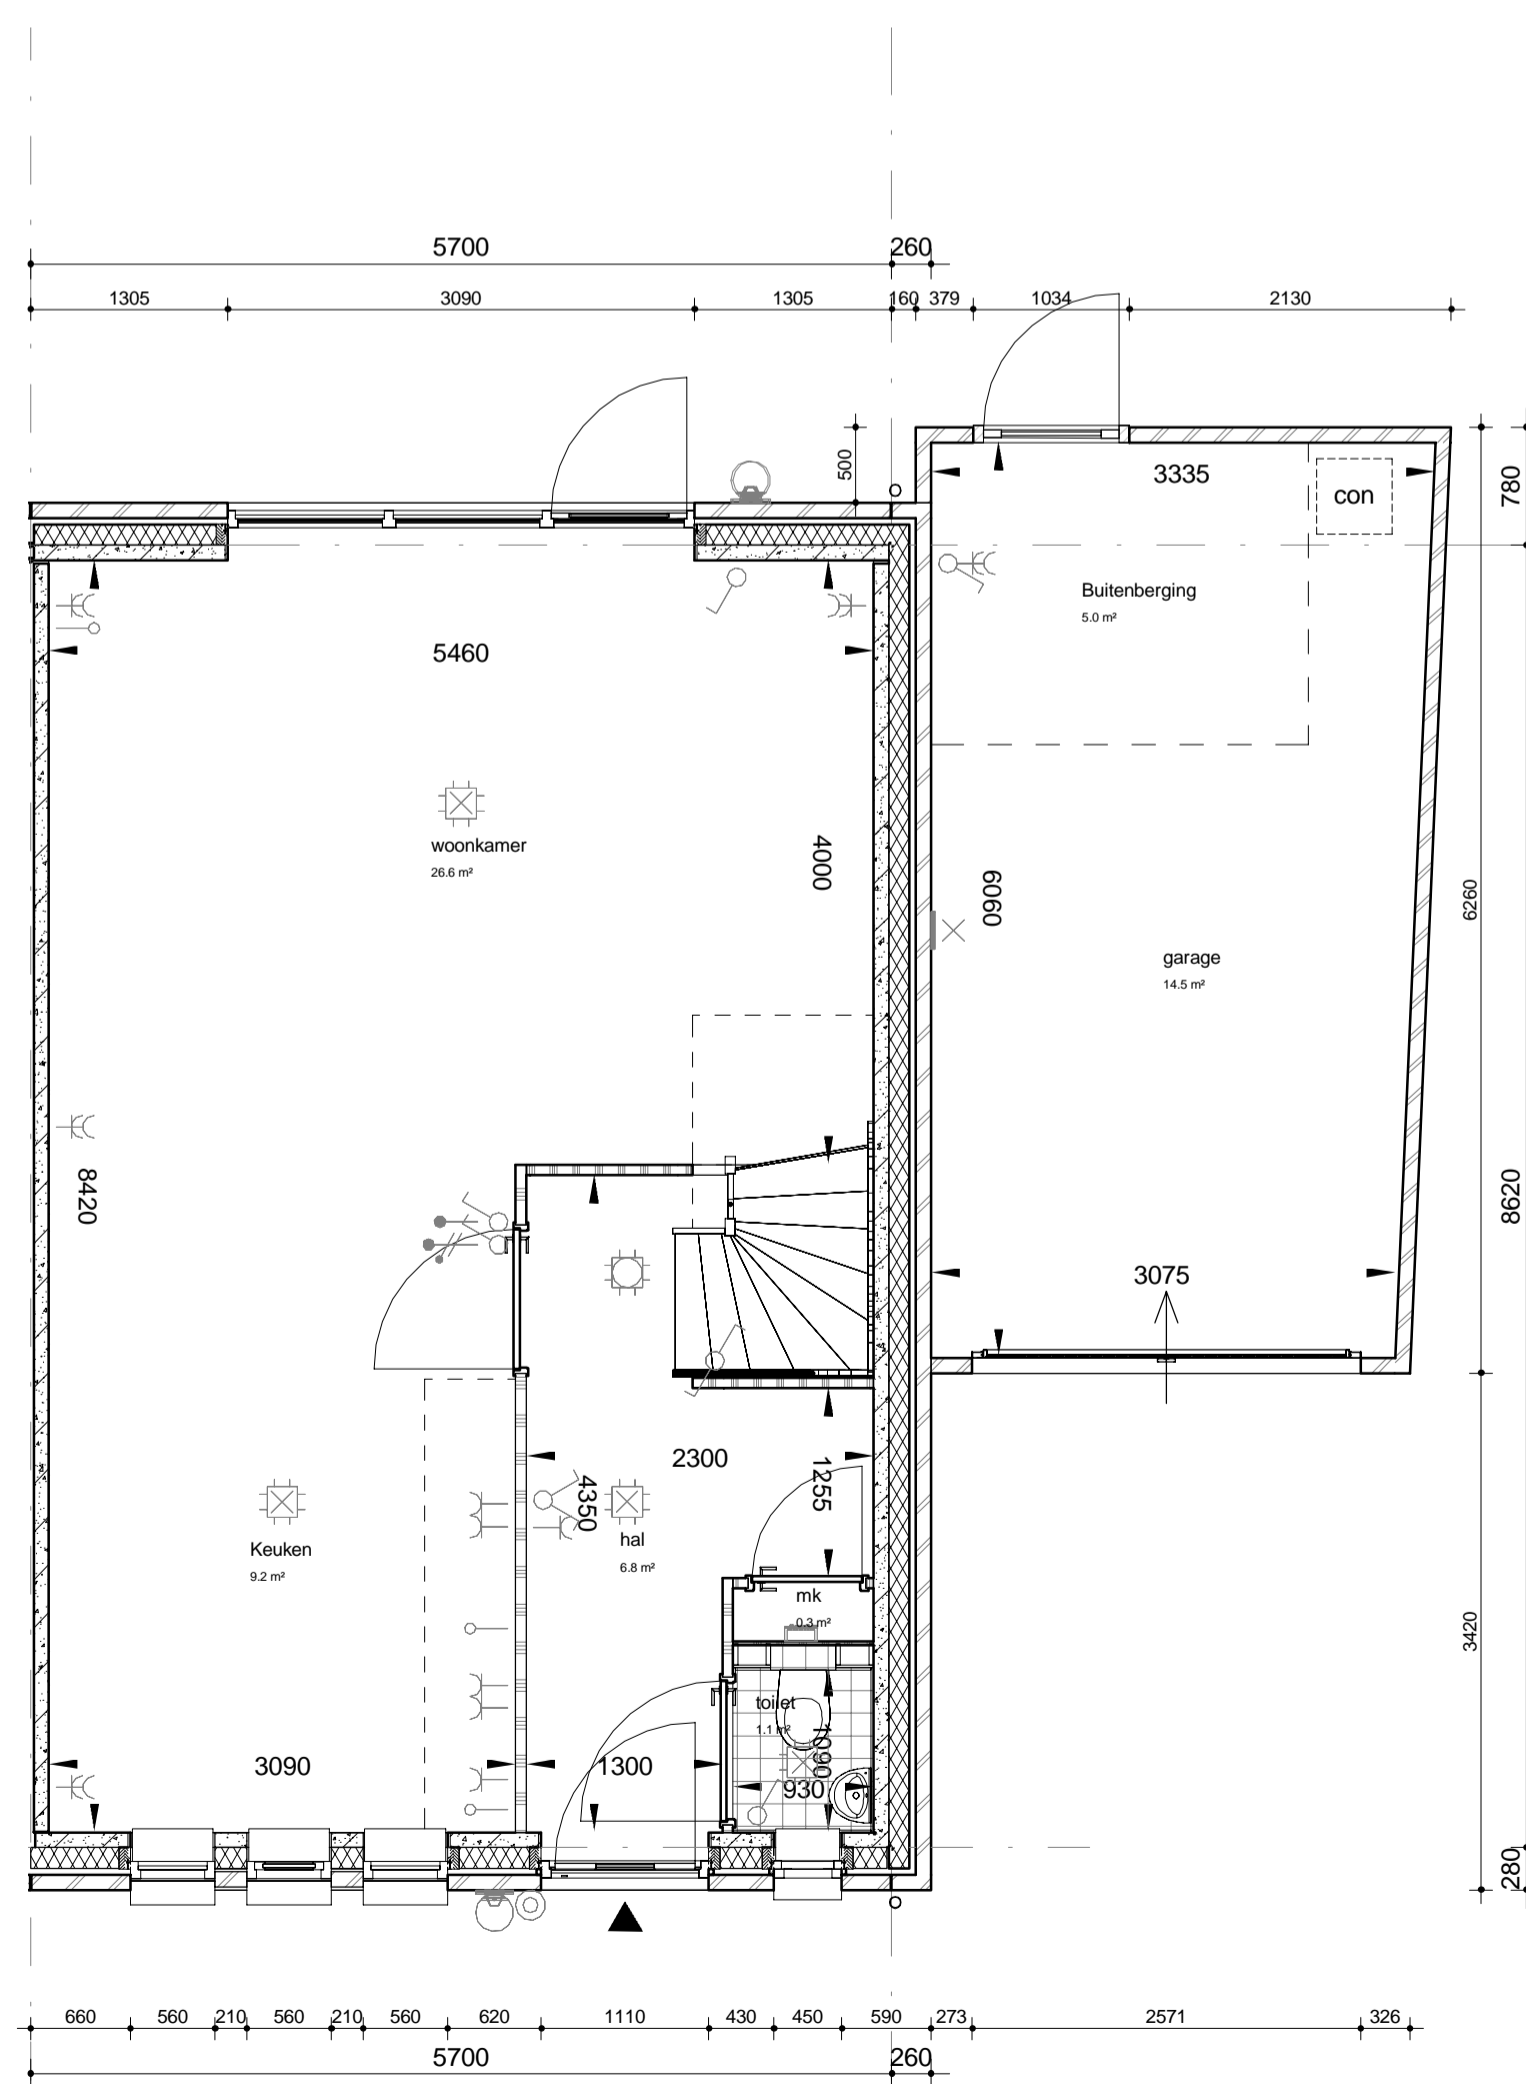 5700 260
1305 3090 1305 160 379 1034 2130
500
3335
con
780
Buitenberging
5.0 m²
5460
woonkamer
26.6 m²
4000
6060
6260
garage
14.5 m²
8420
8620
3075
2300
1255
4350
hal
6.8 m²
Keuken
9.2 m²
mk
0.3 m²
3420
toilet
1.1 m²
1060
3090
1300
930
280
660 560 210 560 210 560 620 1110 430 450 590 273 2571 326
5700 260